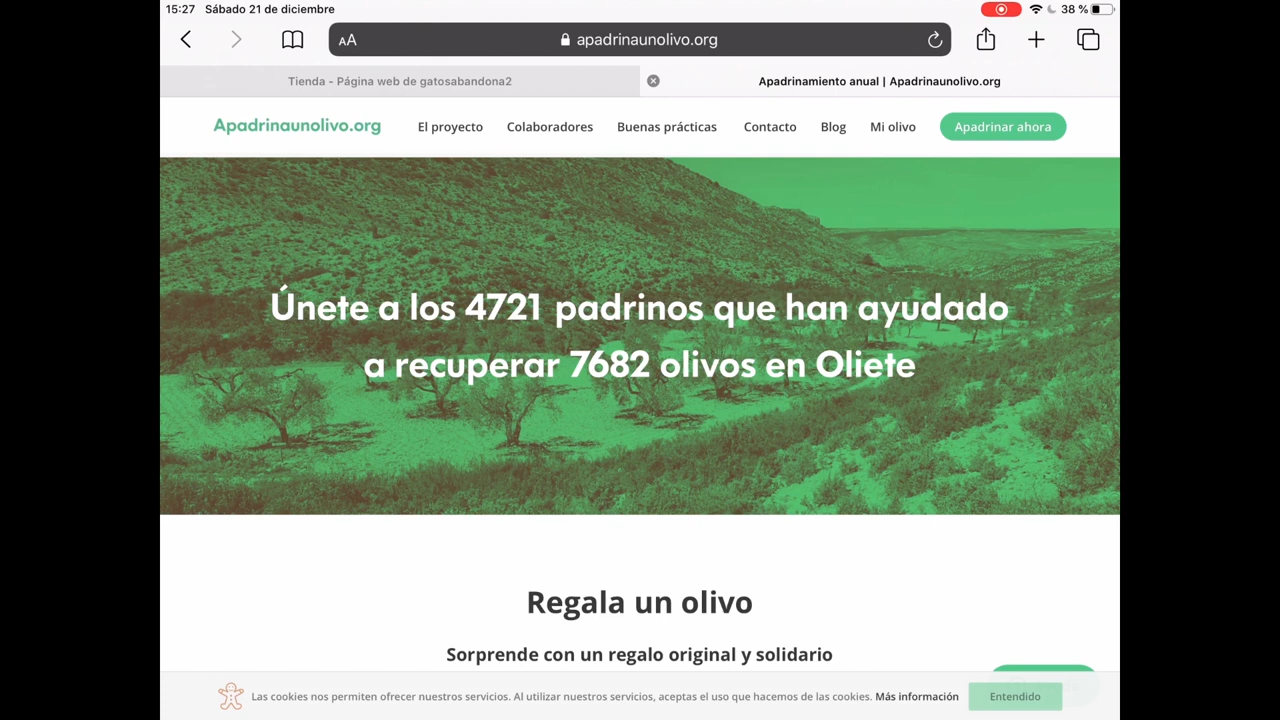 15:27 Sábado 21 de diciembre
38 %
AA
apadrinaunolivo.org
Tienda - Página web de gatosabandona2
Apadrinamiento anual | Apadrinaunolivo.org
Apadrinaunolivo.org
El proyecto
Colaboradores
Buenas prácticas
Contacto
Blog
Mi olivo
Apadrinar ahora
Únete a los 4721 padrinos que han ayudado
a recuperar 7682 olivos en Oliete
Regala un olivo
Sorprende con un regalo original y solidario
Las cookies nos permiten ofrecer nuestros servicios. Al utilizar nuestros servicios, aceptas el uso que hacemos de las cookies. Más información
Entendido